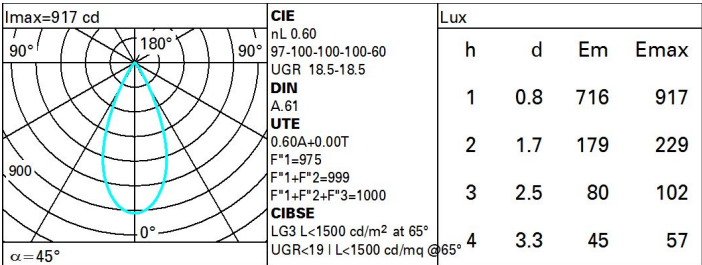 Imax=917 cd
90°
180°
90°
900
0°
α=45°
CIE
nL 0.60
97-100-100-100-60
UGR 18.5-18.5
DIN
A.61
UTE
0.60A+0.00T
F"1=975
F"1+F"2=999
F"1+F"2+F"3=1000
CIBSE
LG3 L<1500 cd/m² at 65°
UGR<19 | L<1500 cd/mq @65°
Lux
h d Em Emax
1 0.8 716 917
2 1.7 179 229
3 2.5 80 102
4 3.3 45 57